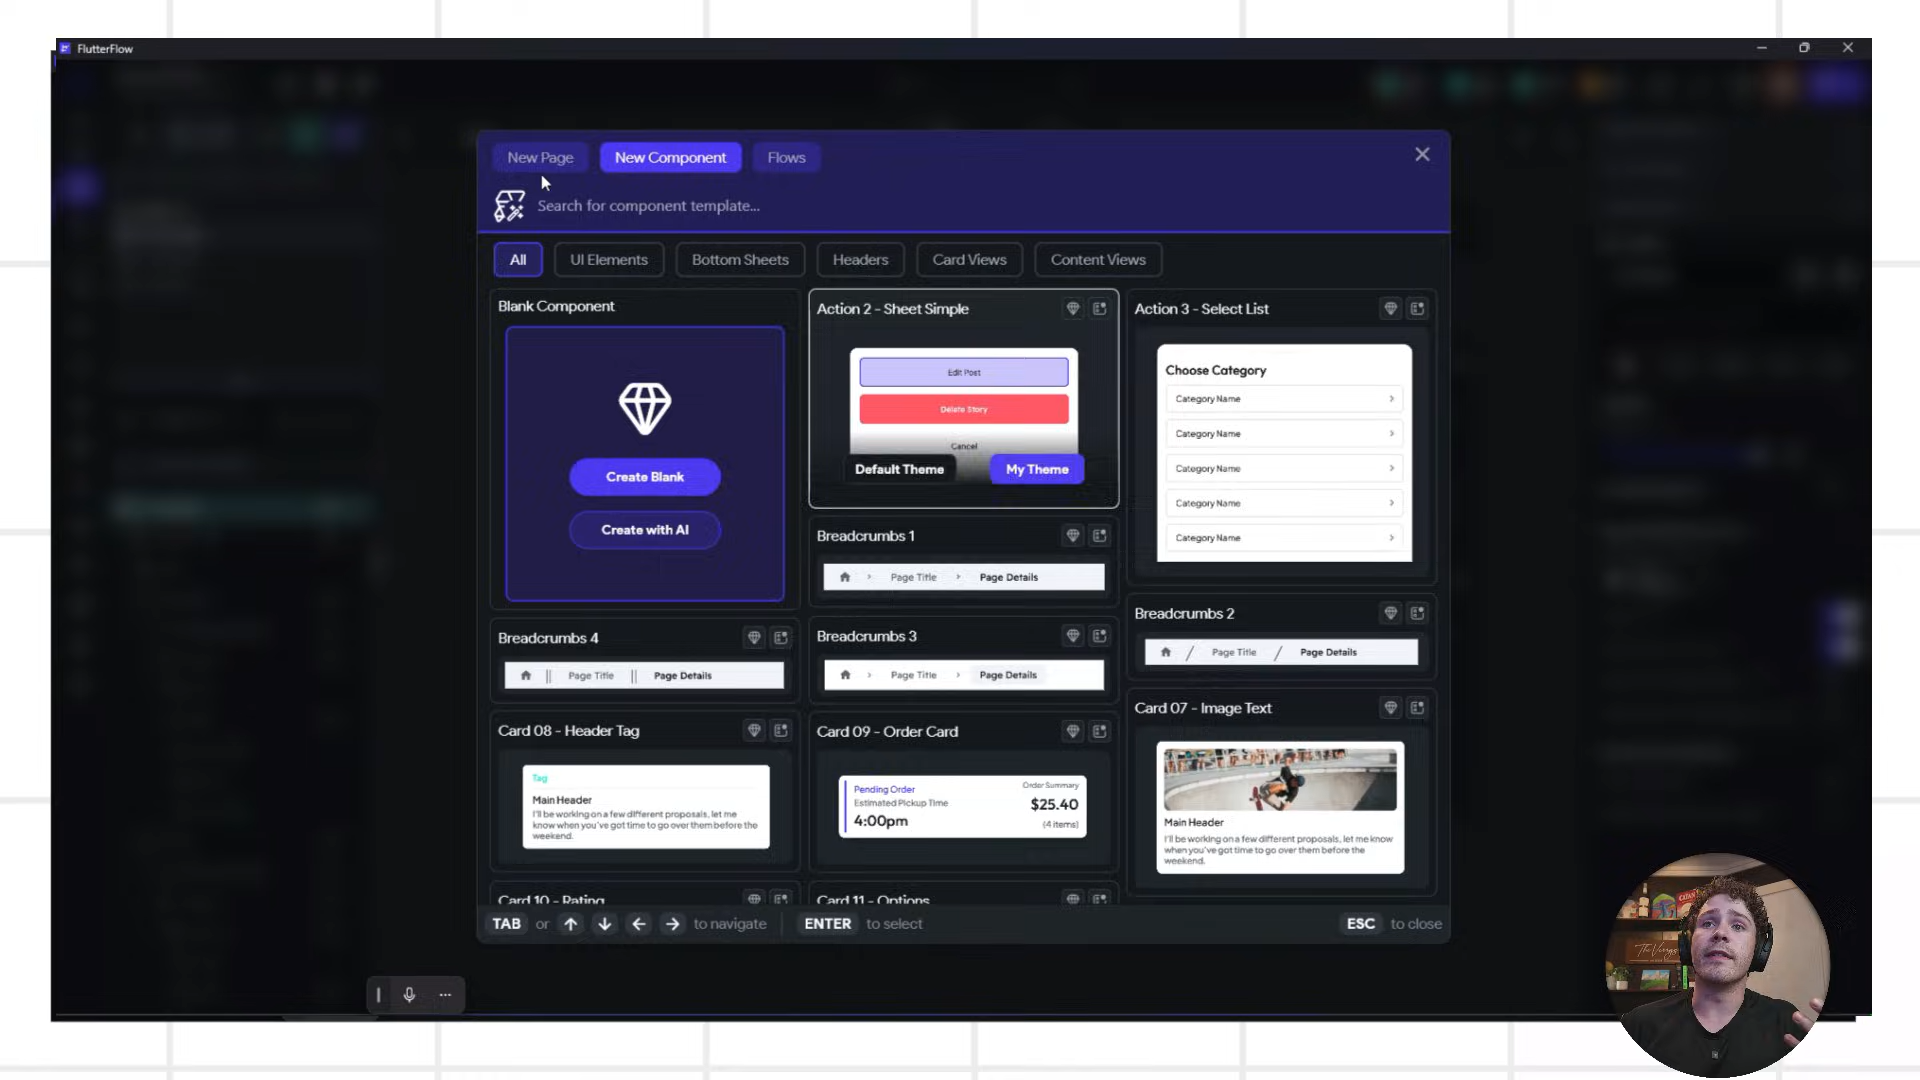 FlutterFlow
New Page
New Component
Flows
Search for component template...
All
UI Elements
Bottom Sheets
Headers
Card Views
Content Views
Blank Component
Create Blank
Create with AI
Action 2 - Sheet Simple
Edit Post
Delete Story
Cancel
Default Theme
My Theme
Action 3 - Select List
Choose Category
Category Name
Category Name
Category Name
Category Name
Category Name
Breadcrumbs 1
Page Title
Page Details
Breadcrumbs 2
/ Page Title / Page Details
Breadcrumbs 4
|| Page Title || Page Details
Breadcrumbs 3
Page Title
Page Details
Card 08 - Header Tag
Tag
Main Header
I'll be working on a few different proposals, let me
know when you've got time to go over them before the
weekend.
Card 09 - Order Card
Pending Order
Estimated Pickup Time
4:00pm
Order Summary
$25.40
(4 items)
Card 07 - Image Text
Main Header
I'll be working on a few different proposals, let me know
when you've got time to go over them before the
weekend.
Card 10 - Rating
Card 11 - Options
TAB or ↑ ↓ ← → to navigate
ENTER to select
ESC to close
CATAN